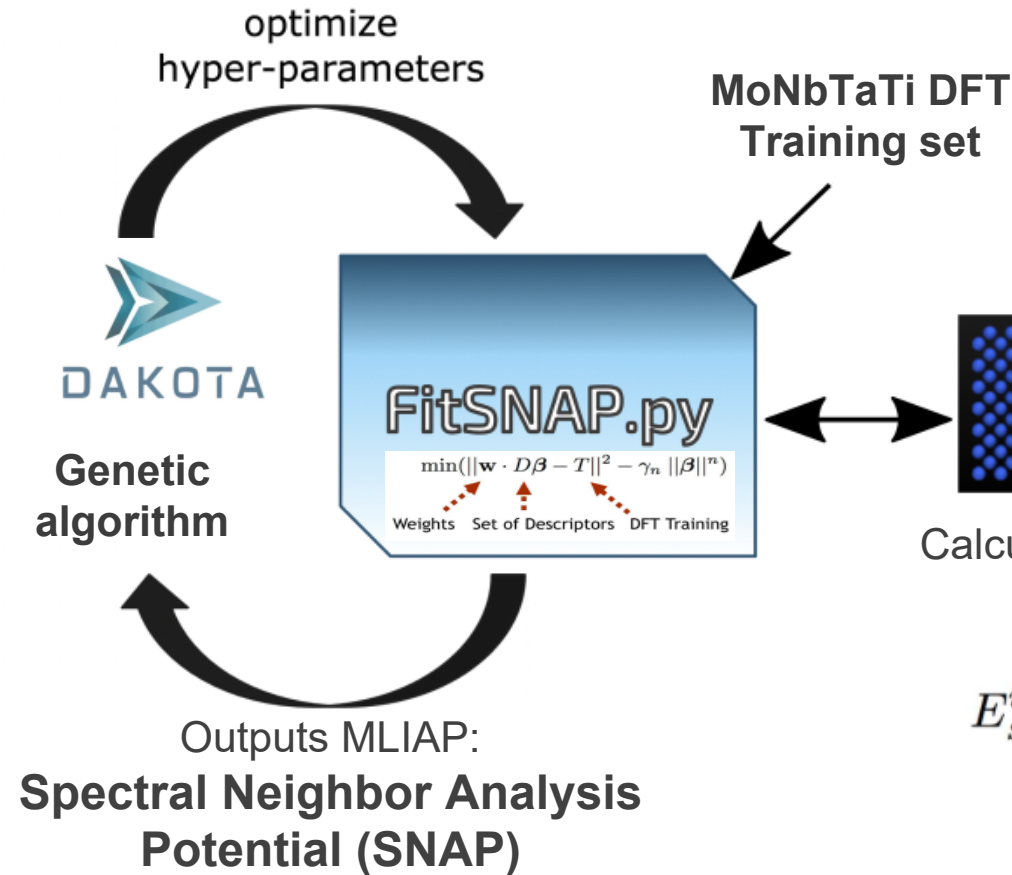 optimize
hyper-parameters
MoNbTaTi DFT
Training set
DAKOTA
Genetic
algorithm
FitSNAP.py
min(||w · Dβ − T||² − γₙ ||β||ⁿ)
Weights Set of Descriptors DFT Training
Outputs MLIAP:
Spectral Neighbor Analysis
Potential (SNAP)